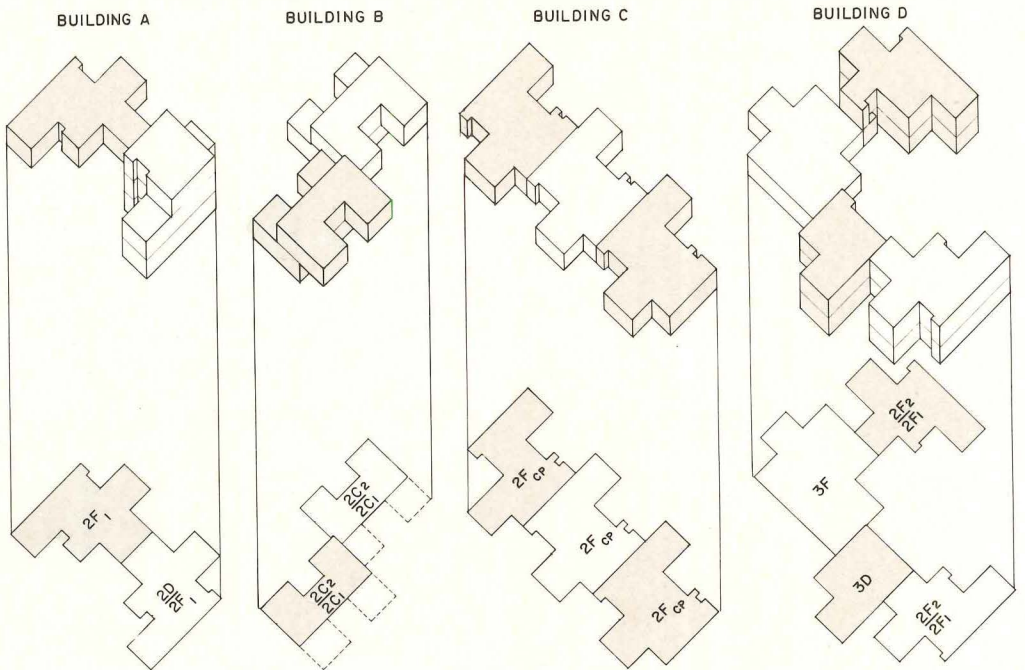 BUILDING A
BUILDING B
BUILDING C
BUILDING D
2F1
2D
2F1
2C2
2C1
2C2
2C1
2F CP
2F CP
2F CP
2F2
2F1
3F
3D
2F2
2F1